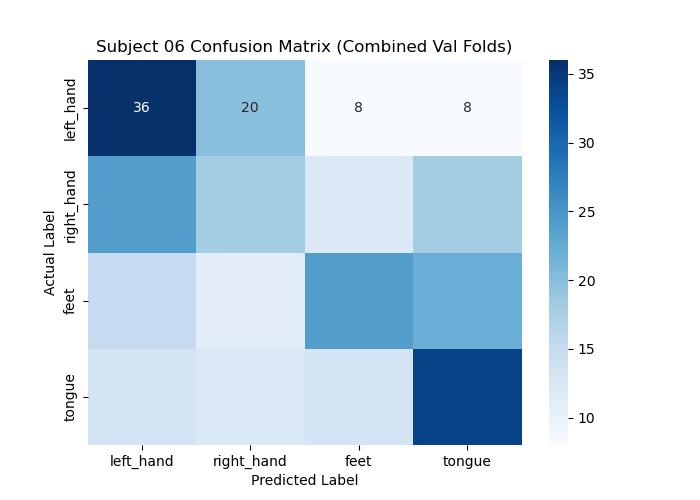 Subject 06 Confusion Matrix (Combined Val Folds)
Actual Label
left_hand
36 20 8 8
right_hand
feet
tongue
left_hand right_hand feet tongue
Predicted Label
35
30
25
20
15
10